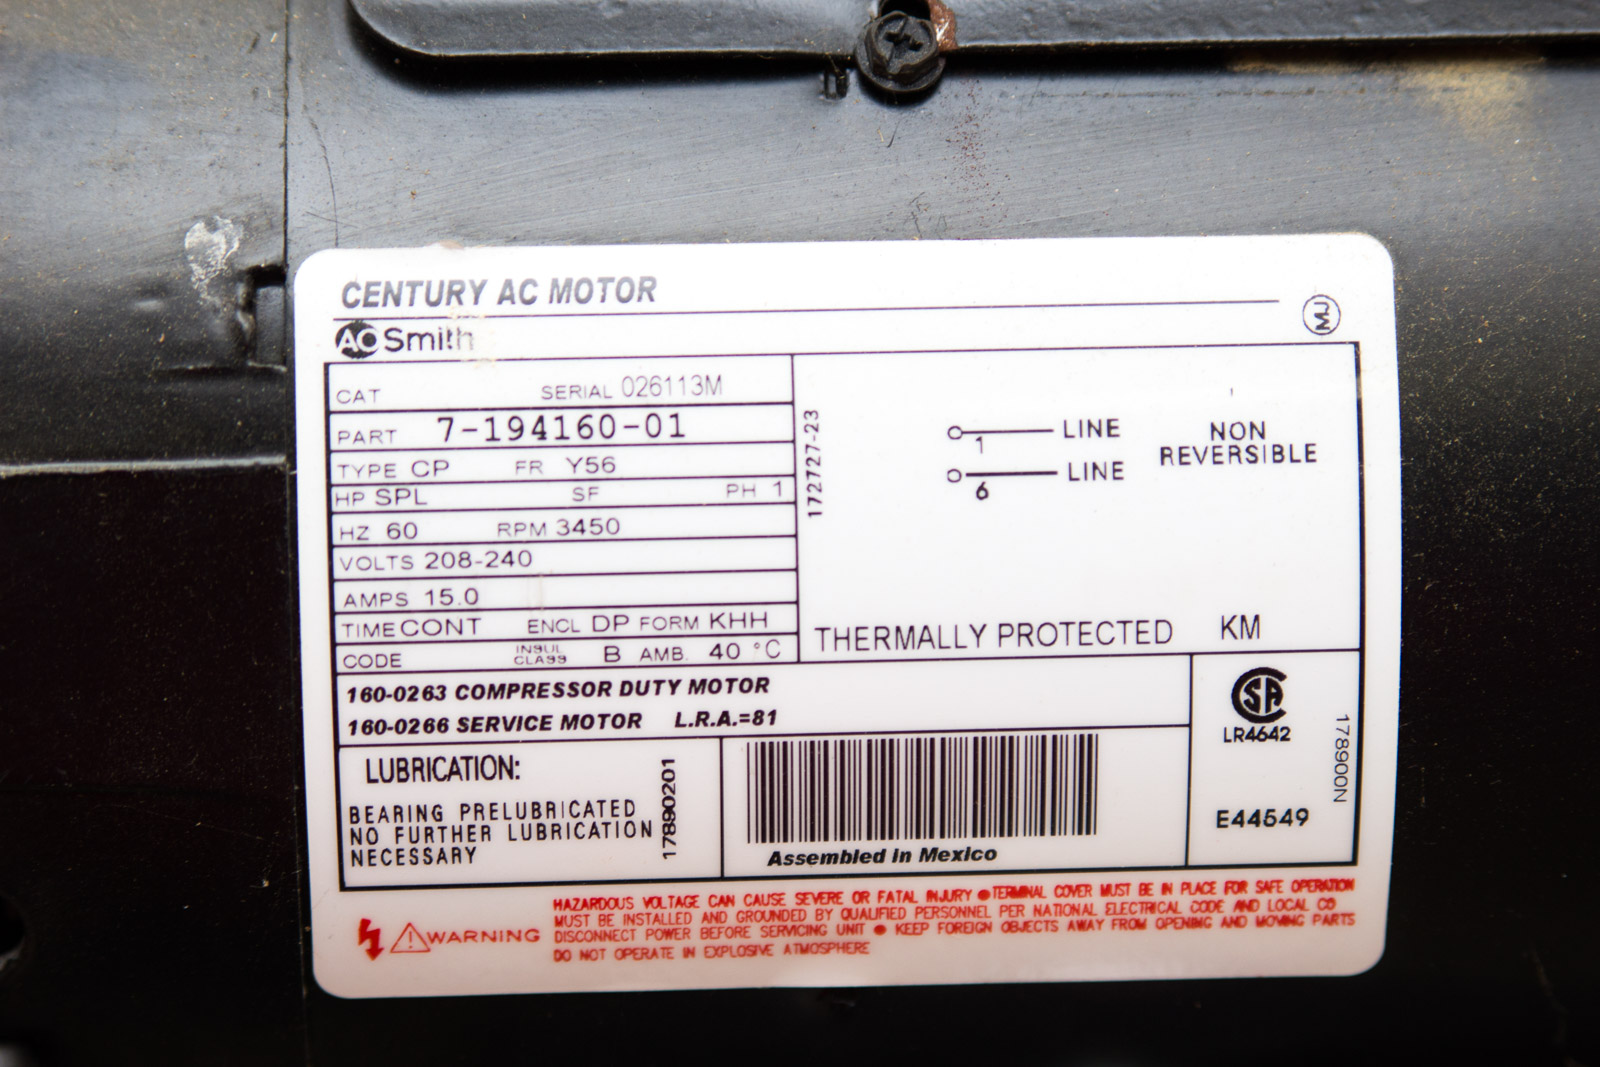 CENTURY AC MOTOR
MJ
AO Smith
CAT SERIAL 026113M
PART 7-194160-01
TYPE CP FR Y56
HP SPL SF PH 1
HZ 60 RPM 3450
VOLTS 208-240
AMPS 15.0
TIME CONT ENCL DP FORM KHH
CODE INSUL CLASS B AMB. 40 °C
172727-23
1 LINE
6 LINE
NON
REVERSIBLE
THERMALLY PROTECTED KM
160-0263 COMPRESSOR DUTY MOTOR
160-0266 SERVICE MOTOR L.R.A.=81
LUBRICATION:
BEARING PRELUBRICATED
NO FURTHER LUBRICATION
NECESSARY
17890201
Assembled in Mexico
SA
LR4642
178900N
E44549
WARNING
HAZARDOUS VOLTAGE CAN CAUSE SEVERE OR FATAL INJURY ● TERMINAL COVER MUST BE IN PLACE FOR SAFE OPERATION
MUST BE INSTALLED AND GROUNDED BY QUALIFIED PERSONNEL PER NATIONAL ELECTRICAL CODE AND LOCAL CO
DISCONNECT POWER BEFORE SERVICING UNIT ● KEEP FOREIGN OBJECTS AWAY FROM OPENING AND MOVING PARTS
DO NOT OPERATE IN EXPLOSIVE ATMOSPHERE